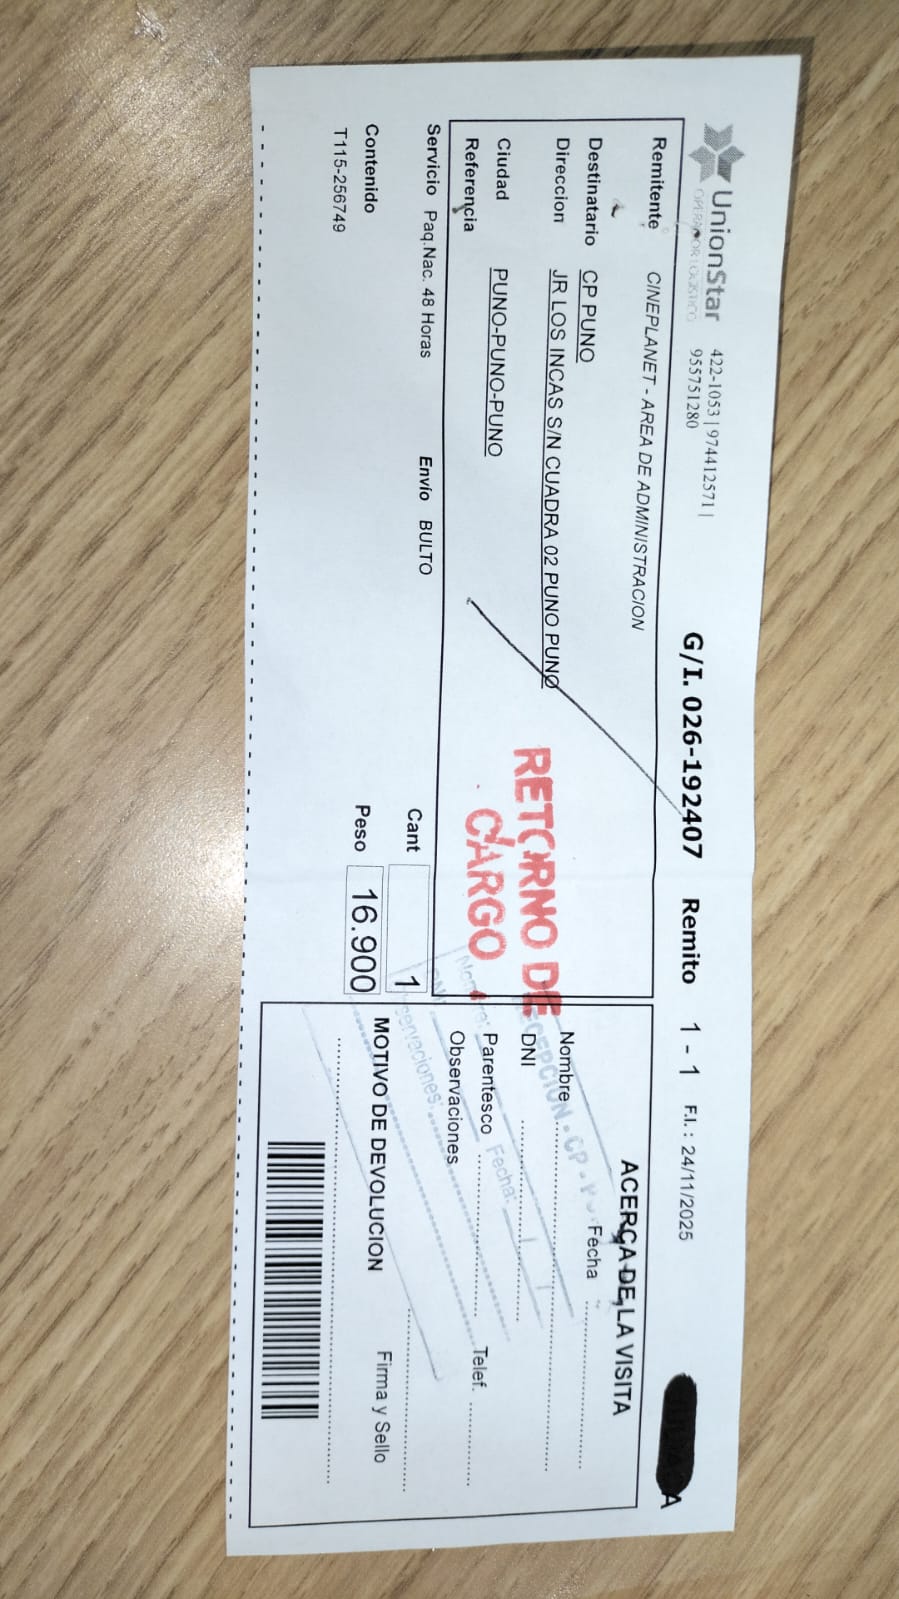 UnionStar
OPERADOR LOGISTICO
422-1053 | 974412571 |
955751280
G/I. 026-192407 Remito 1 - 1 F.I.: 24/11/2025
A
Remitente CINEPLANET - AREA DE ADMINISTRACION
Destinatario CP PUNO
Direccion JR LOS INCAS S/N CUADRA 02 PUNO PUNO
Ciudad PUNO-PUNO-PUNO
Referencia
Servicio Paq.Nac. 48 Horas Envío BULTO
Cant 1
Contenido
Peso 16.900
T115-256749
RETORNO DE
CARGO
ACERCA DE LA VISITA
Fecha
Nombre
DNI
Parentesco Telef.
Observaciones
MOTIVO DE DEVOLUCION Firma y Sello
CP
Fecha: